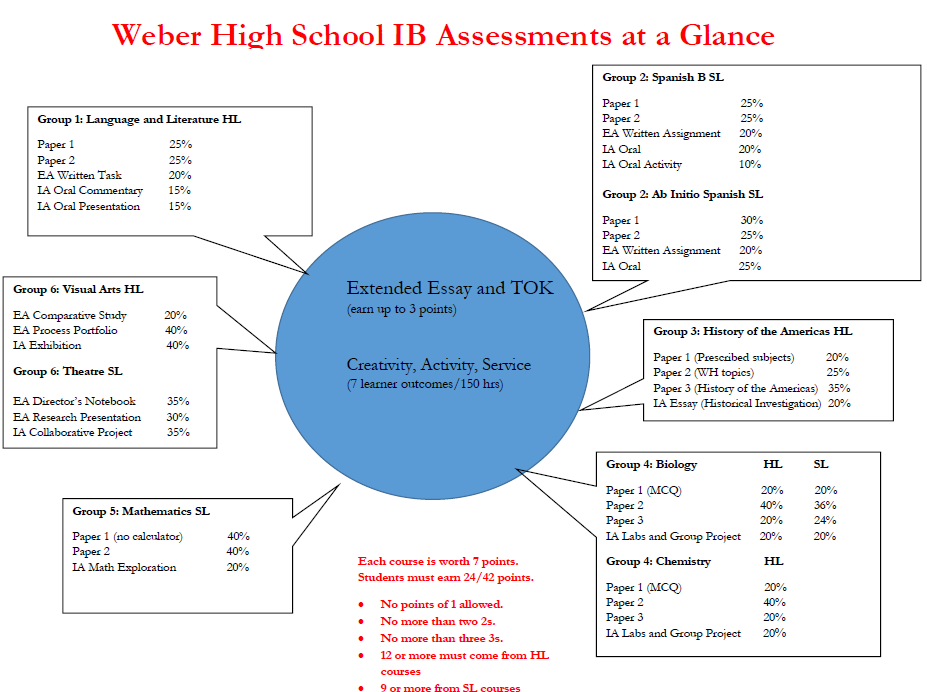 Weber High School IB Assessments at a Glance
Group 1: Language and Literature HL
Paper 1 25%
Paper 2 25%
EA Written Task 20%
IA Oral Commentary 15%
IA Oral Presentation 15%
Group 2: Spanish B SL
Paper 1 25%
Paper 2 25%
EA Written Assignment 20%
IA Oral 20%
IA Oral Activity 10%
Group 2: Ab Initio Spanish SL
Paper 1 30%
Paper 2 25%
EA Written Assignment 20%
IA Oral 25%
Extended Essay and TOK
(earn up to 3 points)
Creativity, Activity, Service
(7 learner outcomes/150 hrs)
Group 6: Visual Arts HL
EA Comparative Study 20%
EA Process Portfolio 40%
IA Exhibition 40%
Group 6: Theatre SL
EA Director's Notebook 35%
EA Research Presentation 30%
IA Collaborative Project 35%
Group 3: History of the Americas HL
Paper 1 (Prescribed subjects) 20%
Paper 2 (WH topics) 25%
Paper 3 (History of the Americas) 35%
IA Essay (Historical Investigation) 20%
Group 4: Biology HL SL
Paper 1 (MCQ) 20% 20%
Paper 2 40% 36%
Paper 3 20% 24%
IA Labs and Group Project 20% 20%
Group 4: Chemistry HL
Paper 1 (MCQ) 20%
Paper 2 40%
Paper 3 20%
IA Labs and Group Project 20%
Group 5: Mathematics SL
Paper 1 (no calculator) 40%
Paper 2 40%
IA Math Exploration 20%
Each course is worth 7 points.
Students must earn 24/42 points.
• No points of 1 allowed.
• No more than two 2s.
• No more than three 3s.
• 12 or more must come from HL
courses
• 9 or more from SL courses